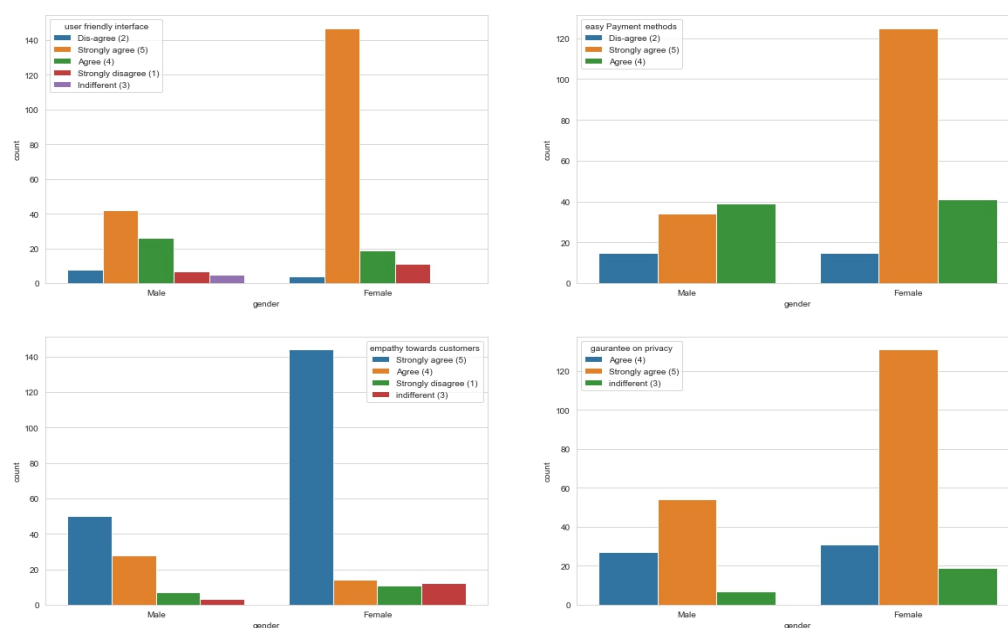 user friendly interface
Dis-agree (2)
Strongly agree (5)
Agree (4)
Strongly disagree (1)
Indifferent (3)
140
120
100
80
60
40
20
0
count
Male
Female
gender
easy Payment methods
Dis-agree (2)
Strongly agree (5)
Agree (4)
120
100
80
60
40
20
0
count
Male
Female
gender
empathy towards customers
Strongly agree (5)
Agree (4)
Strongly disagree (1)
indifferent (3)
140
120
100
80
60
40
20
0
count
Male
Female
gender
gaurantee on privacy
Agree (4)
Strongly agree (5)
indifferent (3)
120
100
80
60
40
20
0
count
Male
Female
gender